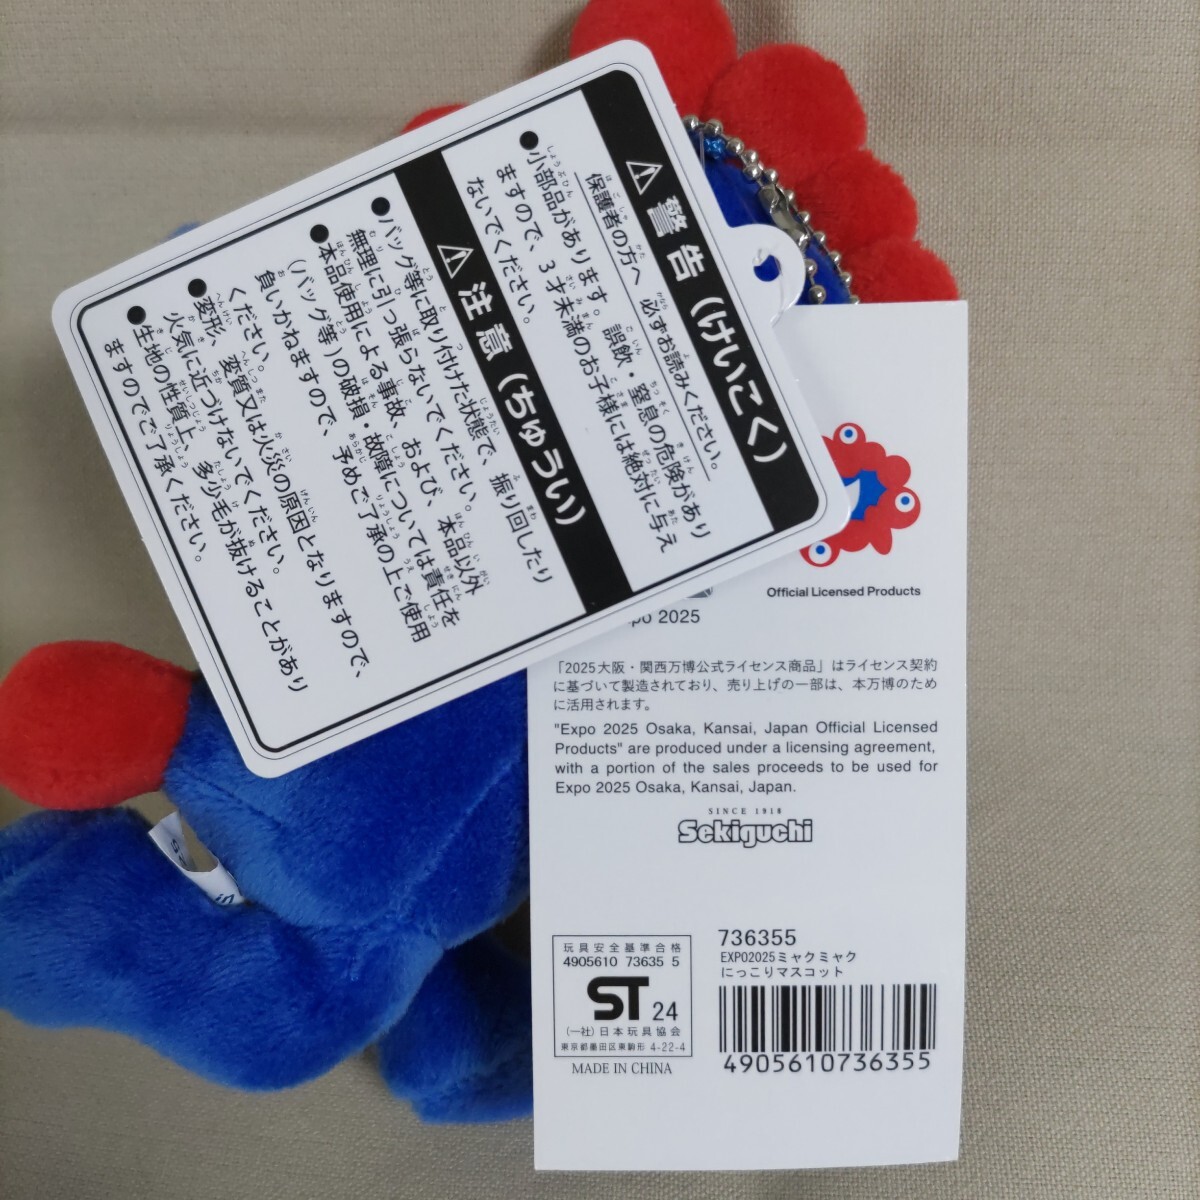 警告(けいこく)
保護者の方へ 必ずお読みください。
●小部品があります。誤飲・窒息の危険があり
ますので、3才未満のお子様には絶対に与え
ないでください。
注意(ちゅうい)
●バッグ等に取り付けた状態で、振り回したり
無理に引っ張らないでください。
●本品使用による事故、および、本品以外
(バッグ等)の破損・故障については責任を
負いかねますので、予めご了承の上ご使用
ください。
●変形、変質又は火災の原因となりますので、
火気に近づけないでください。
●生地の性質上、多少毛が抜けることがあり
ますのでご了承ください。
Official Licensed Products
po 2025
「2025大阪・関西万博公式ライセンス商品」はライセンス契約
に基づいて製造されており、売り上げの一部は、本万博のため
に活用されます。
"Expo 2025 Osaka, Kansai, Japan Official Licensed
Products" are produced under a licensing agreement,
with a portion of the sales proceeds to be used for
Expo 2025 Osaka, Kansai, Japan.
SINCE 1918
Sekiguchi
玩具安全基準合格
4905610 73635 5
ST 24
(一社)日本玩具協会
東京都墨田区東駒形 4-22-4
MADE IN CHINA
736355
EXPO2025ミャクミャク
にっこりマスコット
4905610736355